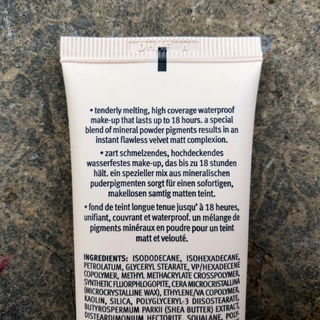 • tenderly melting, high coverage waterproof
make-up that lasts up to 18 hours. a special
blend of mineral powder pigments results in an
instant flawless velvet matt complexion.
• zart schmelzendes, hochdeckendes
wasserfestes make-up, das bis zu 18 stunden
hält. ein spezieller mix aus mineralischen
puderpigmenten sorgt für einen sofortigen,
makellosen samtig matten teint.
• fond de teint longue tenue jusqu'à 18 heures,
unifiant, couvrant et waterproof. un mélange de
pigments minéraux en poudre pour un teint
mat et velouté.
INGREDIENTS: ISODODECANE, ISOHEXADECANE,
PETROLATUM, GLYCERYL STEARATE, VP/HEXADECENE
COPOLYMER, METHYL METHACRYLATE CROSSPOLYMER,
SYNTHETIC FLUORPHLOGOPITE, CERA MICROCRISTALLINA
(MICROCRYSTALLINE WAX), ETHYLENE/VA COPOLYMER,
KAOLIN, SILICA, POLYGLYCERYL-3 DIISOSTEARATE,
BUTYROSPERMUM PARKII (SHEA BUTTER) EXTRACT,
DISTEARDIMONIUM HECTORITE, SQUALANE,